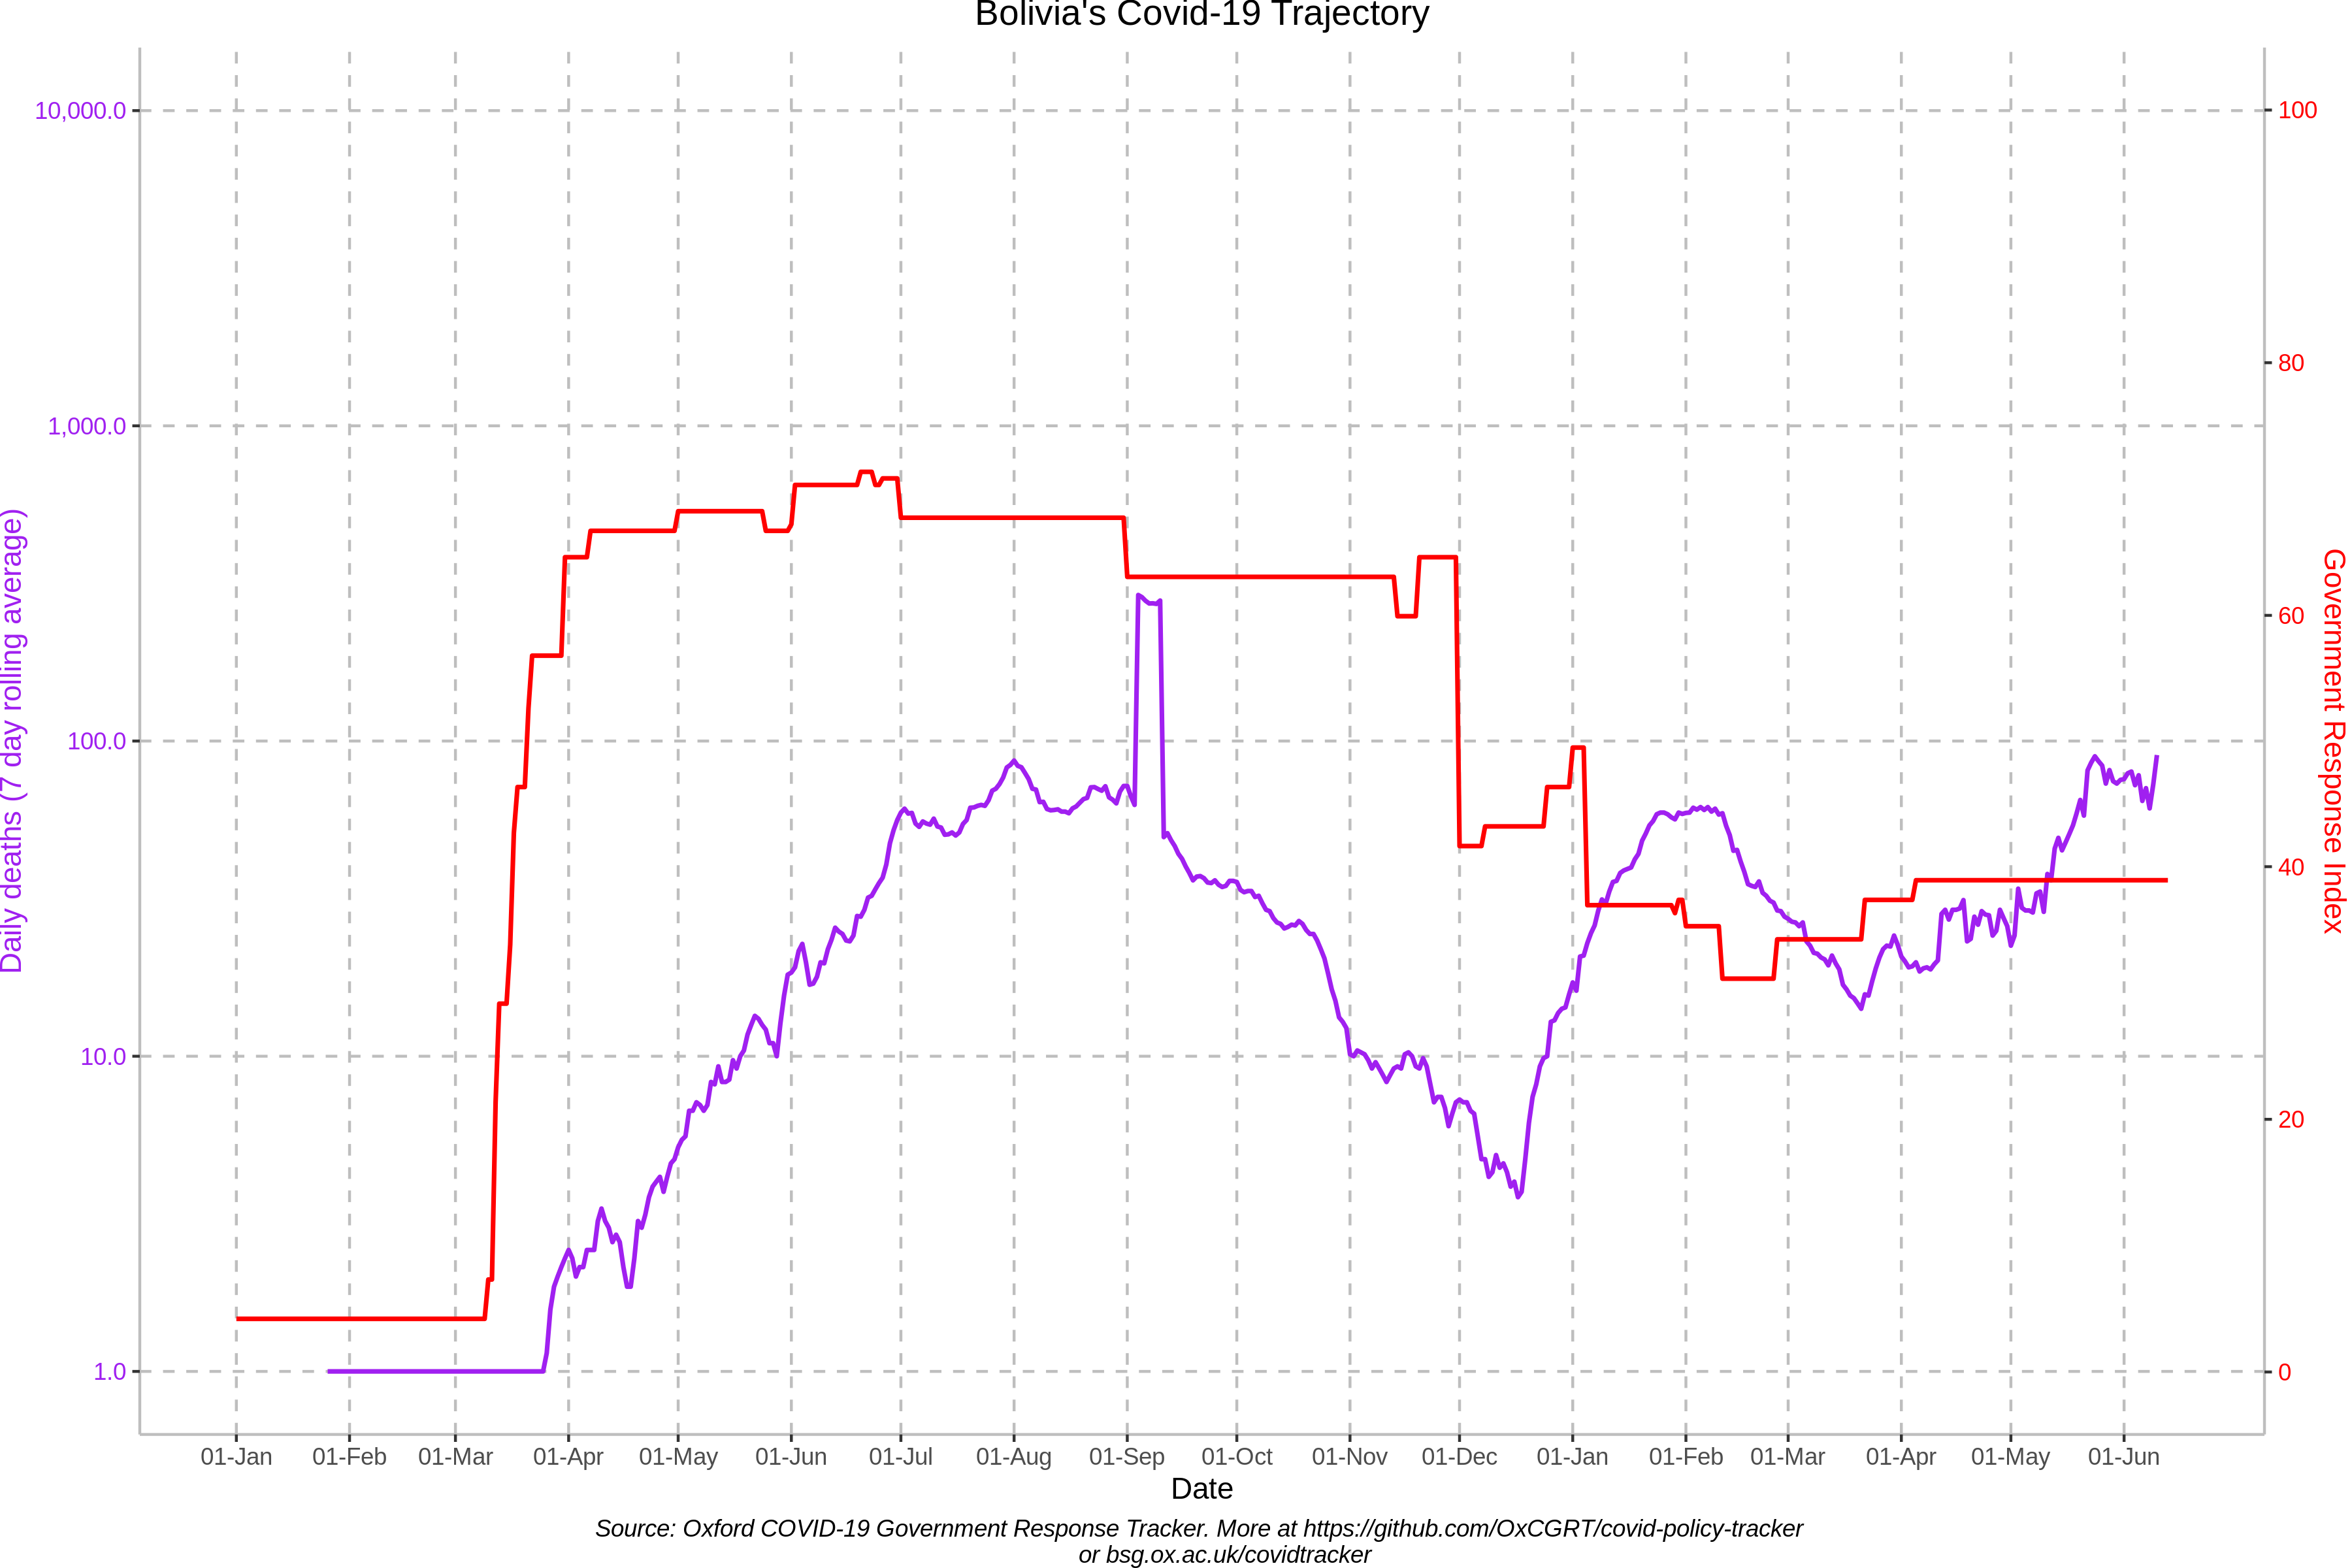 Bolivia's Covid-19 Trajectory
10,000.0
1,000.0
100.0
10.0
1.0
Daily deaths (7 day rolling average)
100
80
60
40
20
0
Government Response Index
01-Jan 01-Feb 01-Mar 01-Apr 01-May 01-Jun 01-Jul 01-Aug 01-Sep 01-Oct 01-Nov 01-Dec 01-Jan 01-Feb 01-Mar 01-Apr 01-May 01-Jun
Date
Source: Oxford COVID-19 Government Response Tracker. More at https://github.com/OxCGRT/covid-policy-tracker
or bsg.ox.ac.uk/covidtracker